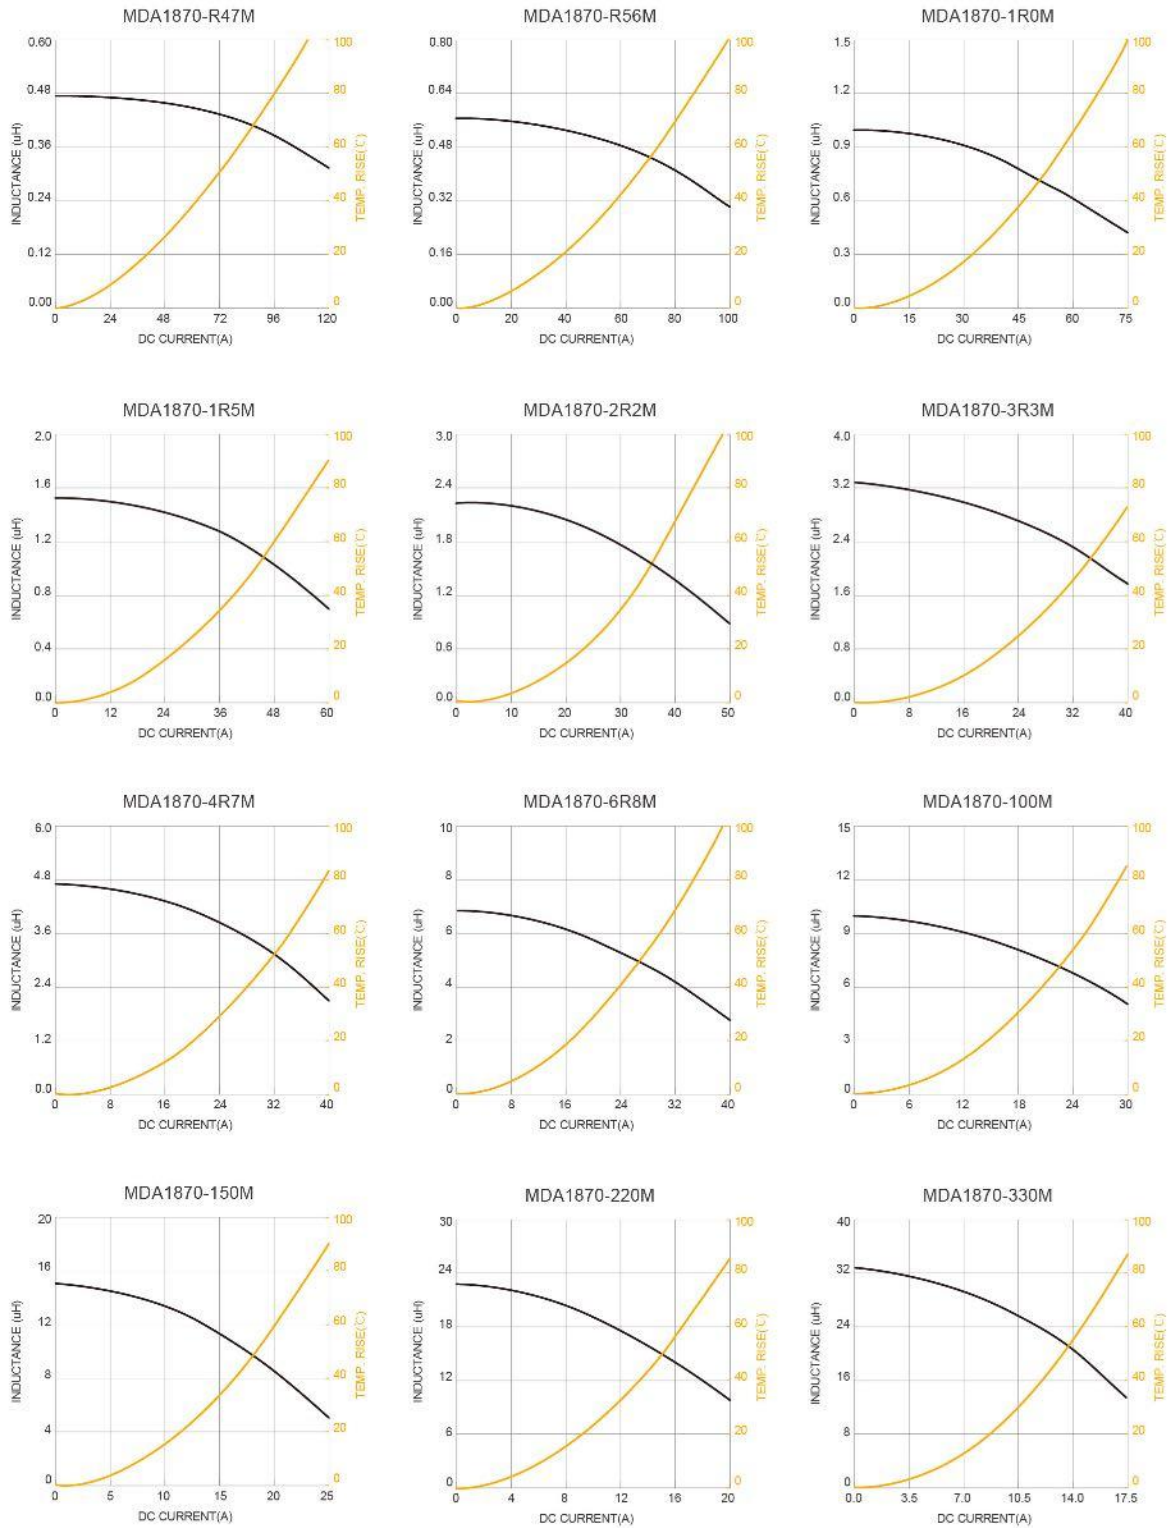 MDA1870-R47M
0.60
0.48
0.36
0.24
0.12
0.00
INDUCTANCE (uH)
100
80
60
40
20
0
TEMP. RISE(℃)
0 24 48 72 96 120
DC CURRENT(A)
MDA1870-R56M
0.80
0.64
0.48
0.32
0.16
0.00
INDUCTANCE (uH)
100
80
60
40
20
0
TEMP. RISE(℃)
0 20 40 60 80 100
DC CURRENT(A)
MDA1870-1R0M
1.5
1.2
0.9
0.6
0.3
0.0
INDUCTANCE (uH)
100
80
60
40
20
0
TEMP. RISE(℃)
0 15 30 45 60 75
DC CURRENT(A)
MDA1870-1R5M
2.0
1.6
1.2
0.8
0.4
0.0
INDUCTANCE (uH)
100
80
60
40
20
0
TEMP. RISE(℃)
0 12 24 36 48 60
DC CURRENT(A)
MDA1870-2R2M
3.0
2.4
1.8
1.2
0.6
0.0
INDUCTANCE (uH)
100
80
60
40
20
0
TEMP. RISE(℃)
0 10 20 30 40 50
DC CURRENT(A)
MDA1870-3R3M
4.0
3.2
2.4
1.6
0.8
0.0
INDUCTANCE (uH)
100
80
60
40
20
0
TEMP. RISE(℃)
0 8 16 24 32 40
DC CURRENT(A)
MDA1870-4R7M
6.0
4.8
3.6
2.4
1.2
0.0
INDUCTANCE (uH)
100
80
60
40
20
0
TEMP. RISE(℃)
0 8 16 24 32 40
DC CURRENT(A)
MDA1870-6R8M
10
8
6
4
2
0
INDUCTANCE (uH)
100
80
60
40
20
0
TEMP. RISE(℃)
0 8 16 24 32 40
DC CURRENT(A)
MDA1870-100M
15
12
9
6
3
0
INDUCTANCE (uH)
100
80
60
40
20
0
TEMP. RISE(℃)
0 6 12 18 24 30
DC CURRENT(A)
MDA1870-150M
20
16
12
8
4
0
INDUCTANCE (uH)
100
80
60
40
20
0
TEMP. RISE(℃)
0 5 10 15 20 25
DC CURRENT(A)
MDA1870-220M
30
24
18
12
6
0
INDUCTANCE (uH)
100
80
60
40
20
0
TEMP. RISE(℃)
0 4 8 12 16 20
DC CURRENT(A)
MDA1870-330M
40
32
24
16
8
0
INDUCTANCE (uH)
100
80
60
40
20
0
TEMP. RISE(℃)
0.0 3.5 7.0 10.5 14.0 17.5
DC CURRENT(A)